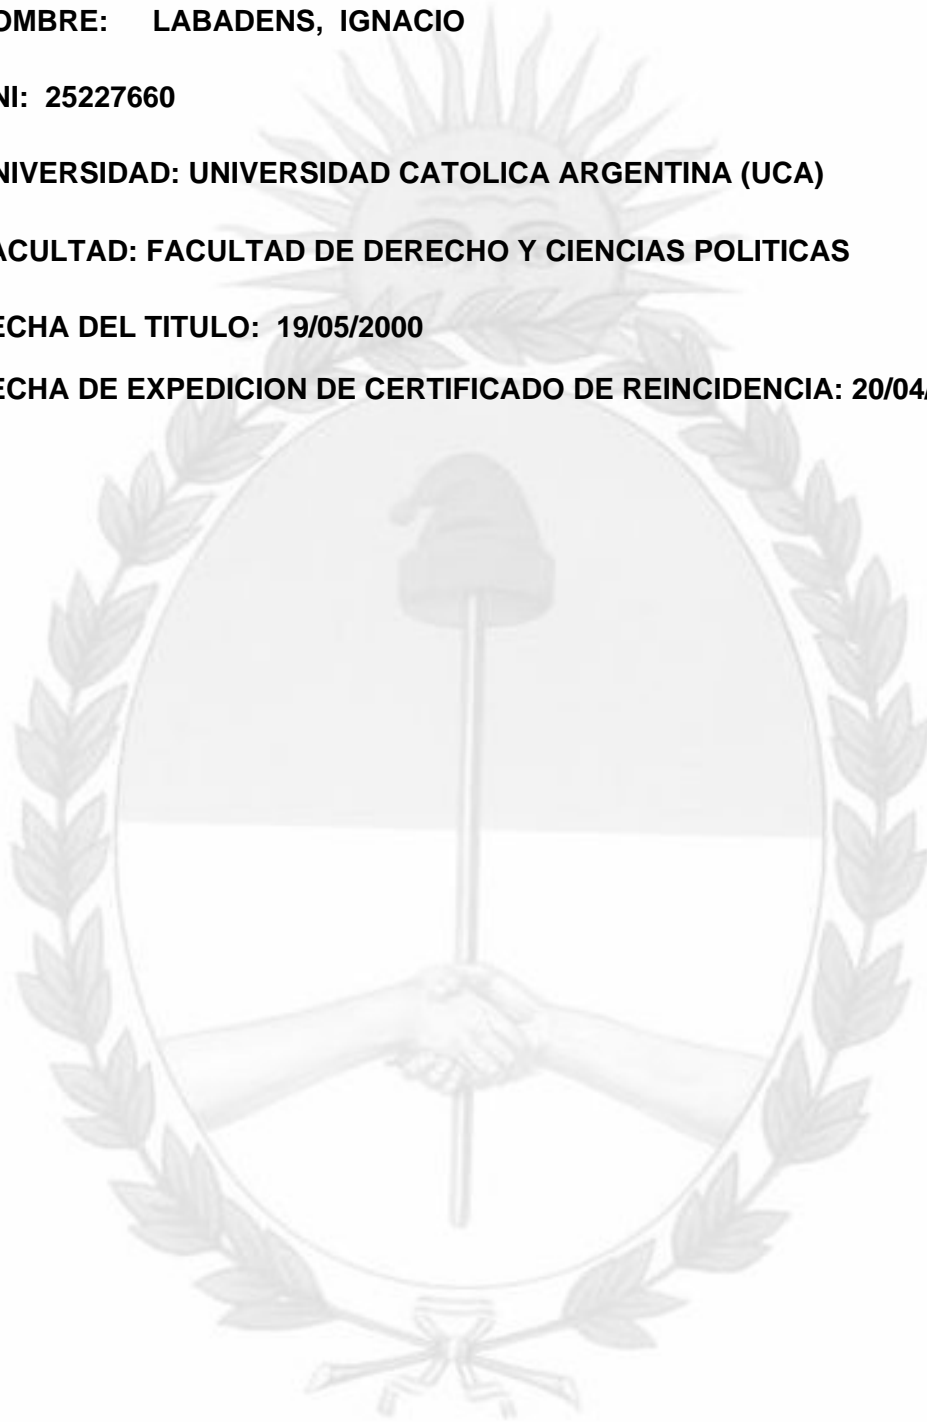 OMBRE: LABADENS, IGNACIO
NI: 25227660
NIVERSIDAD: UNIVERSIDAD CATOLICA ARGENTINA (UCA)
ACULTAD: FACULTAD DE DERECHO Y CIENCIAS POLITICAS
ECHA DEL TITULO: 19/05/2000
ECHA DE EXPEDICION DE CERTIFICADO DE REINCIDENCIA: 20/04/